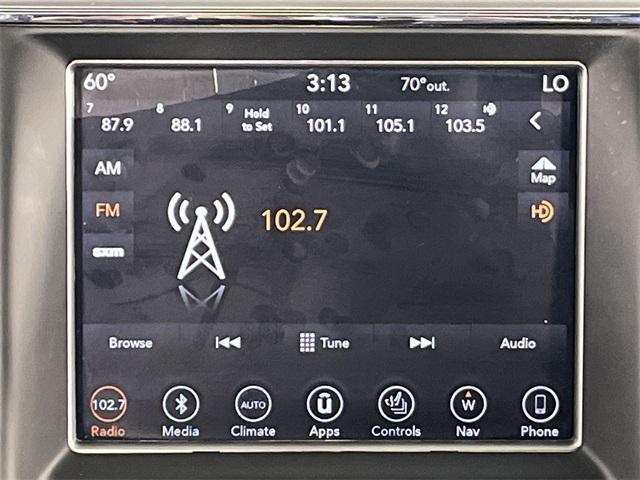 60° 3:13 70°out. LO
7 8 9 10 11 12 HD
87.9 88.1 Hold to Set 101.1 105.1 103.5
AM
Map
FM 102.7 HD
sxm
Browse Tune Audio
102.7 AUTO W
Radio Media Climate Apps Controls Nav Phone